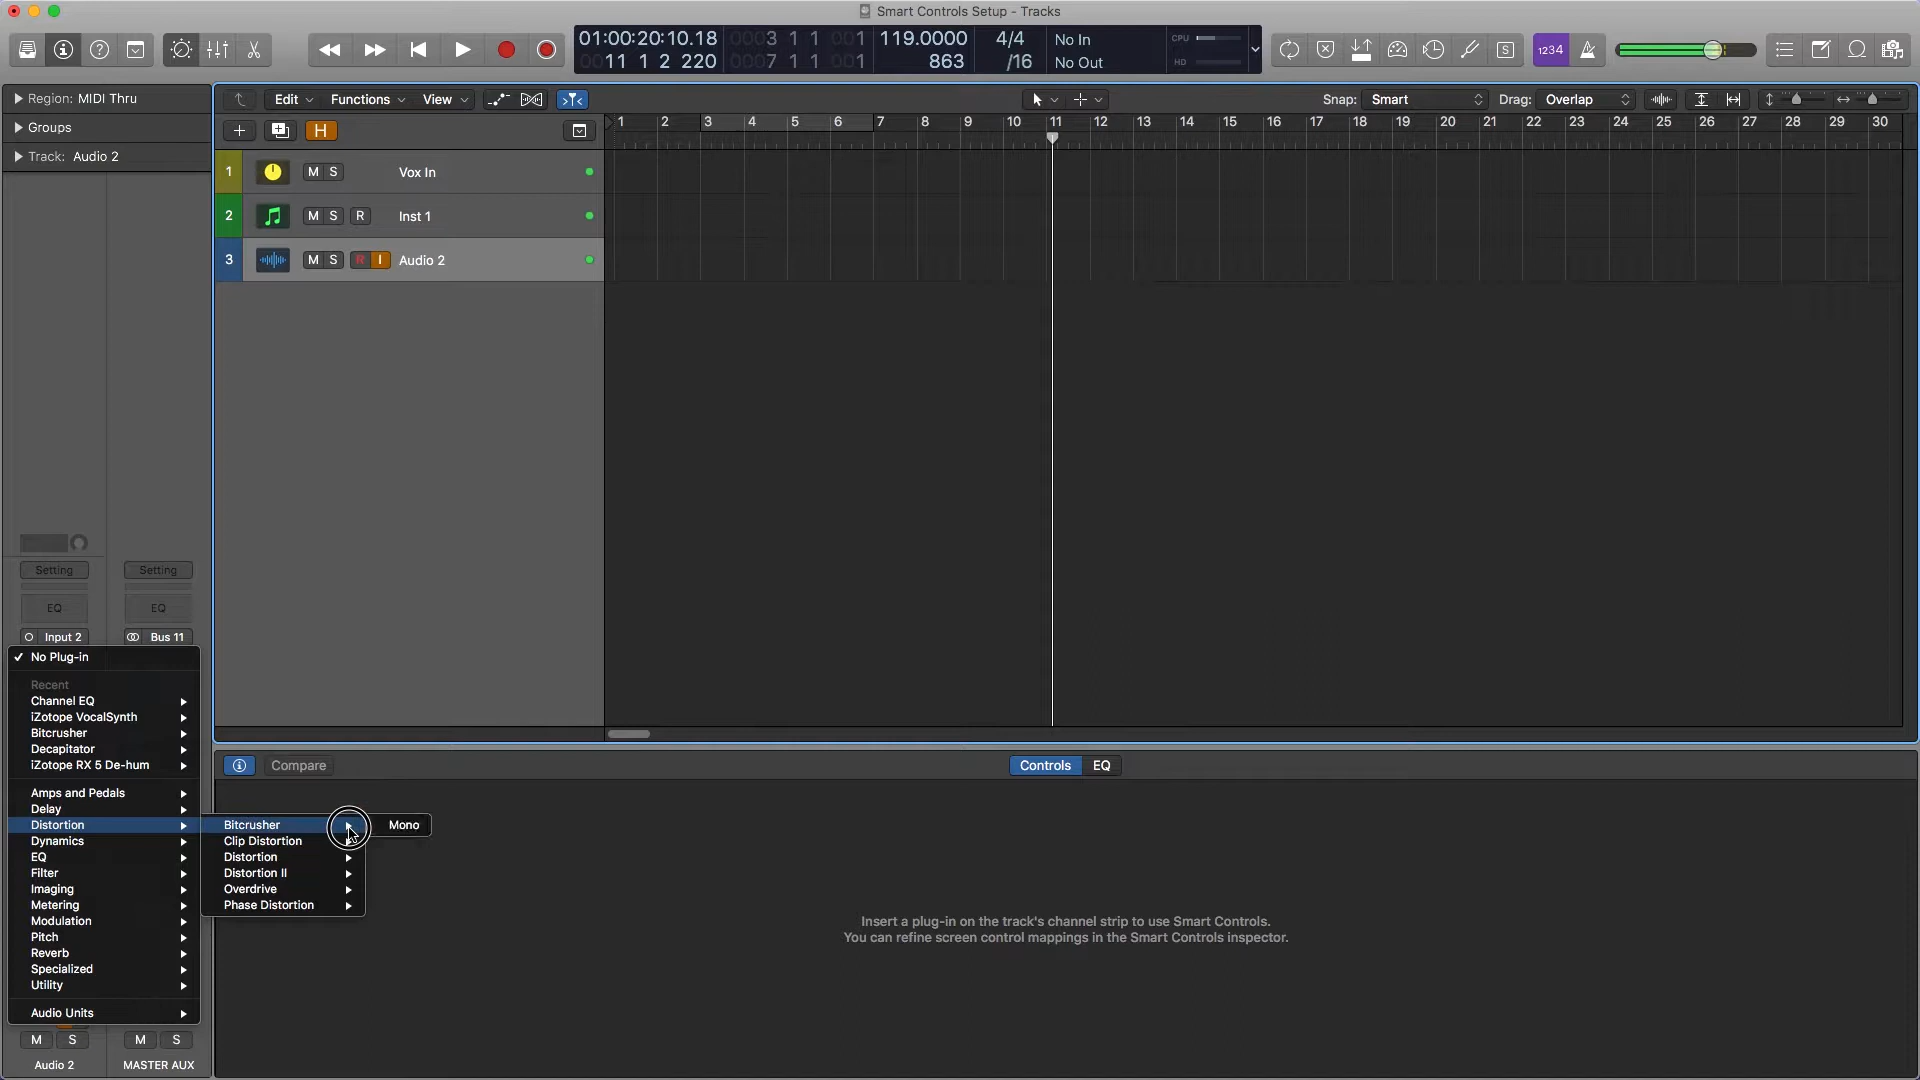 Smart Controls Setup - Tracks
01:00:20:10.18 0003 1 1 001 119.0000 4/4 No In CPU
0011 1 2 220 0007 1 1 001 863 /16 No Out HD
1234
Region: MIDI Thru
Edit Functions View Snap: Smart Drag: Overlap
Groups
H
1 2 3 4 5 6 7 8 9 10 11 12 13 14 15 16 17 18 19 20 21 22 23 24 25 26 27 28 29 30
Track: Audio 2
1 M S Vox In
2 M S R Inst 1
3 M S R I Audio 2
Setting Setting
EQ EQ
Input 2 Bus 11
No Plug-in
Recent
Channel EQ
iZotope VocalSynth
Bitcrusher
Decapitator
iZotope RX 5 De-hum
Amps and Pedals
Delay
Distortion
Dynamics
EQ
Filter
Imaging
Metering
Modulation
Pitch
Reverb
Specialized
Utility
Audio Units
Bitcrusher
Clip Distortion
Distortion
Distortion II
Overdrive
Phase Distortion
Mono
Compare Controls EQ
Insert a plug-in on the track's channel strip to use Smart Controls.
You can refine screen control mappings in the Smart Controls inspector.
M S M S
Audio 2 MASTER AUX